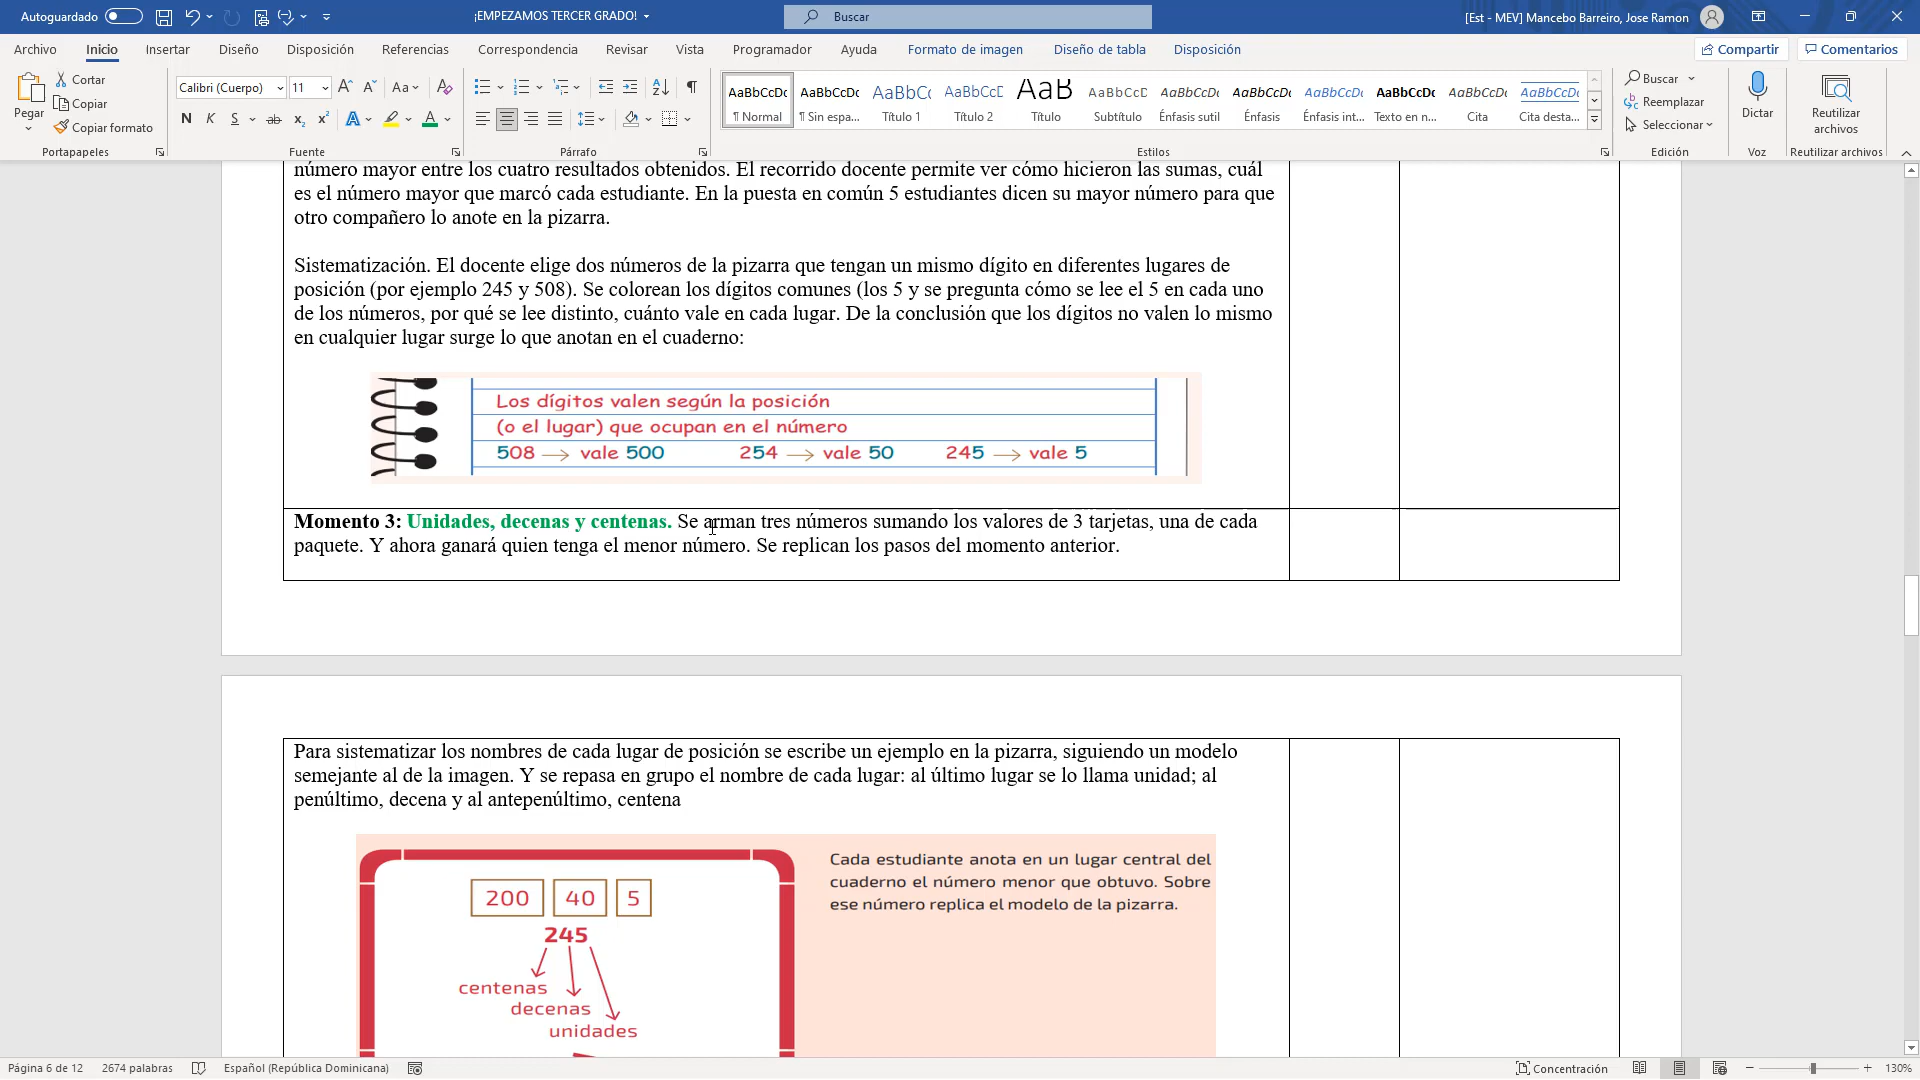 Autoguardado
¡EMPEZAMOS TERCER GRADO!
Buscar
[Est - MEV] Mancebo Barreiro, Jose Ramon
Archivo Inicio Insertar Diseño Disposición Referencias Correspondencia Revisar Vista Programador Ayuda Formato de imagen Diseño de tabla Disposición
Compartir Comentarios
Pegar
Cortar
Copiar
Copiar formato
Portapapeles
Calibri (Cuerpo) 11
Fuente
Párrafo
AaBbCcDc AaBbCcDc AaBbCc AaBbCcE AaB AaBbCcD AaBbCcDc AaBbCcDc AaBbCcDc AaBbCcDc AaBbCcDc AaBbCcDc
¶ Normal ¶ Sin espa... Título 1 Título 2 Título Subtítulo Énfasis sutil Énfasis Énfasis int... Texto en n... Cita Cita desta...
Estilos
Buscar
Reemplazar
Seleccionar
Edición
Dictar
Voz
Reutilizar archivos
Reutilizar archivos
número mayor entre los cuatro resultados obtenidos. El recorrido docente permite ver cómo hicieron las sumas, cuál
es el número mayor que marcó cada estudiante. En la puesta en común 5 estudiantes dicen su mayor número para que
otro compañero lo anote en la pizarra.
Sistematización. El docente elige dos números de la pizarra que tengan un mismo dígito en diferentes lugares de
posición (por ejemplo 245 y 508). Se colorean los dígitos comunes (los 5 y se pregunta cómo se lee el 5 en cada uno
de los números, por qué se lee distinto, cuánto vale en cada lugar. De la conclusión que los dígitos no valen lo mismo
en cualquier lugar surge lo que anotan en el cuaderno:
Los dígitos valen según la posición
(o el lugar) que ocupan en el número
508 → vale 500 254 → vale 50 245 → vale 5
Momento 3: Unidades, decenas y centenas. Se arman tres números sumando los valores de 3 tarjetas, una de cada
paquete. Y ahora ganará quien tenga el menor número. Se replican los pasos del momento anterior.
Para sistematizar los nombres de cada lugar de posición se escribe un ejemplo en la pizarra, siguiendo un modelo
semejante al de la imagen. Y se repasa en grupo el nombre de cada lugar: al último lugar se lo llama unidad; al
penúltimo, decena y al antepenúltimo, centena
200 40 5
245
centenas
decenas
unidades
Cada estudiante anota en un lugar central del
cuaderno el número menor que obtuvo. Sobre
ese número replica el modelo de la pizarra.
Página 6 de 12 2674 palabras Español (República Dominicana)
Concentración 130%